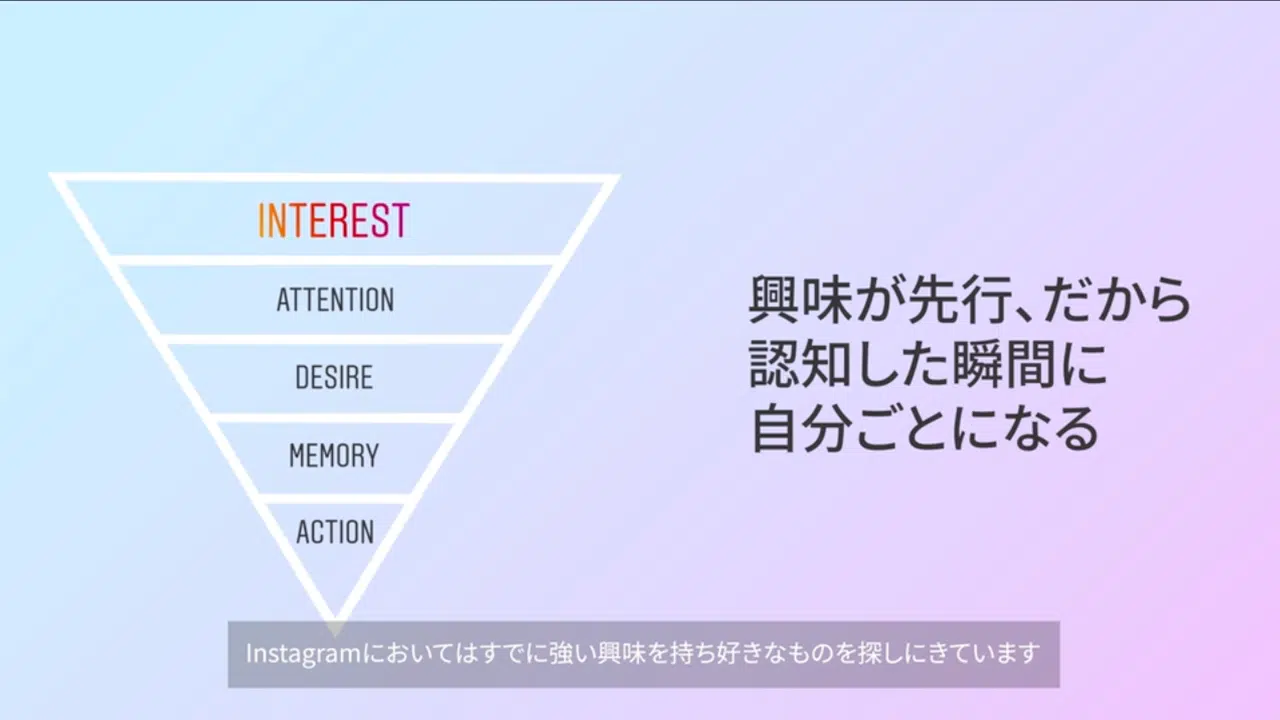 INTEREST
ATTENTION
DESIRE
MEMORY
ACTION
興味が先行、だから
認知した瞬間に
自分ごとになる
Instagramにおいてはすでに強い興味を持ち好きなものを探しにきています